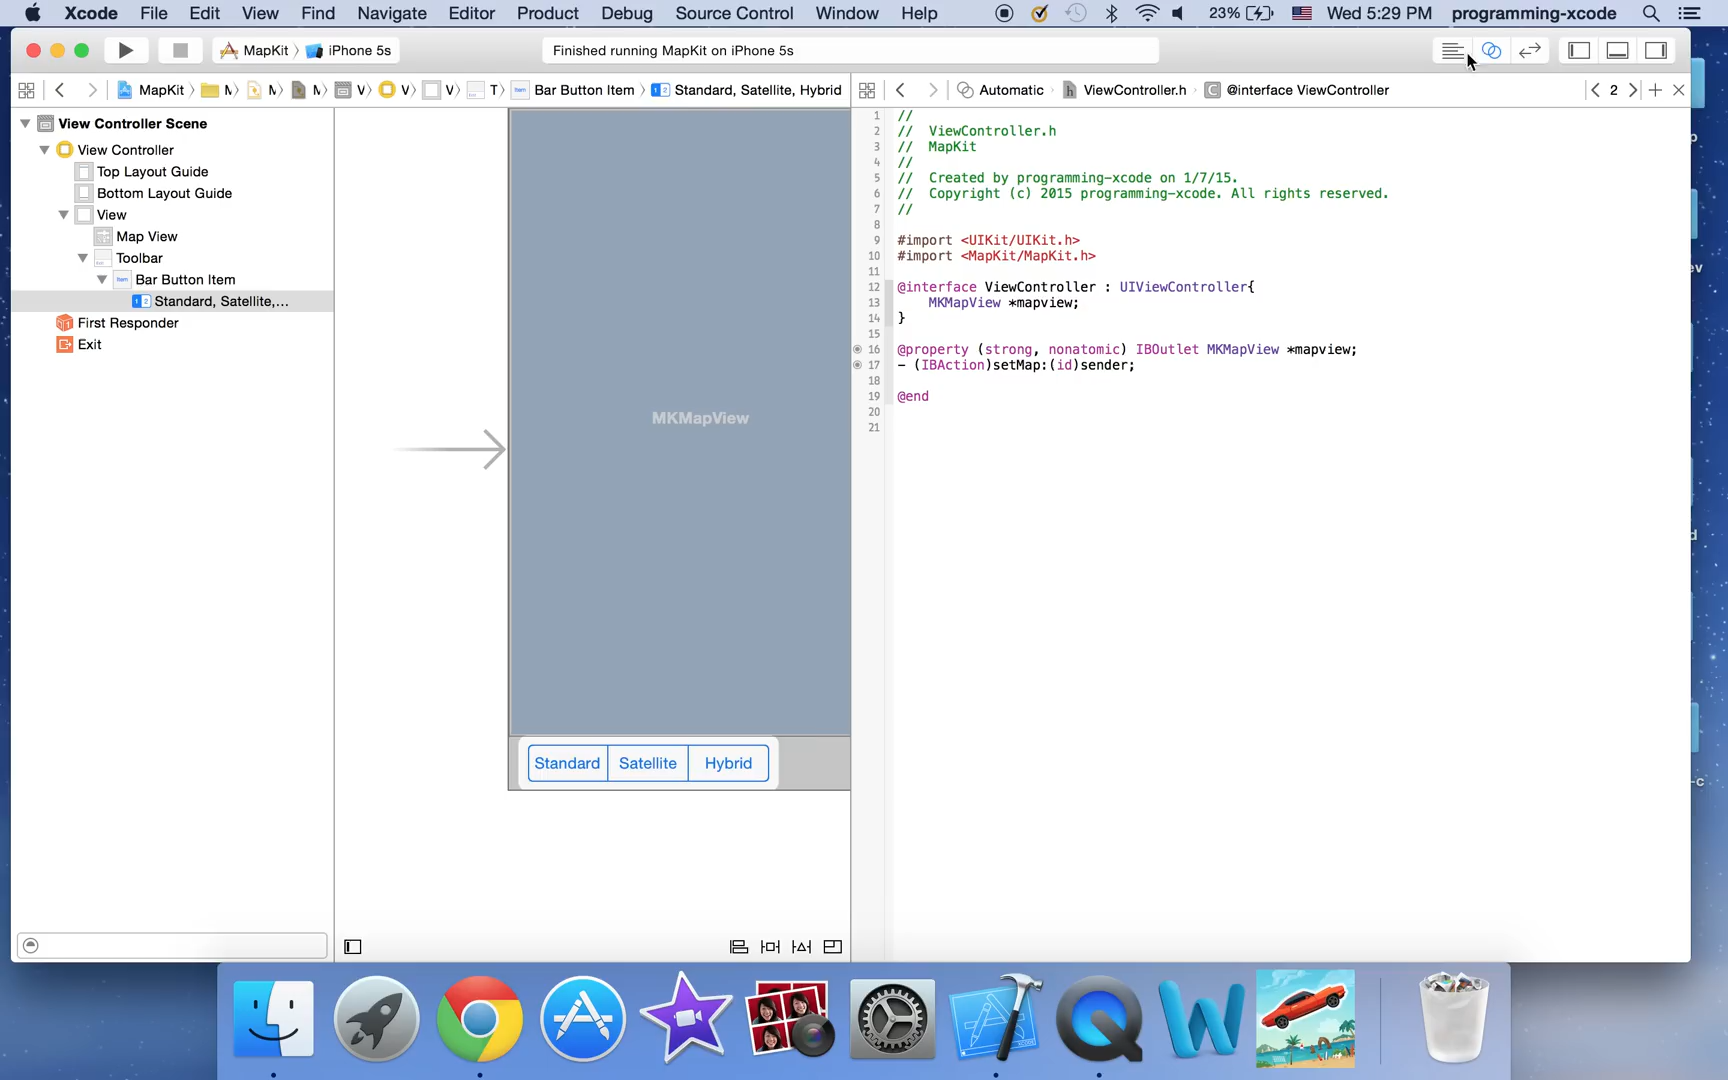 Xcode File Edit View Find Navigate Editor Product Debug Source Control Window Help 23% Wed 5:29 PM programming-xcode
MapKit iPhone 5s Finished running MapKit on iPhone 5s
MapKit Bar Button Item Standard, Satellite, Hybrid
Automatic ViewController.h @interface ViewController 2
View Controller Scene
View Controller
Top Layout Guide
Bottom Layout Guide
View
Map View
Toolbar
Bar Button Item
Standard, Satellite,...
First Responder
Exit
MKMapView
Standard Satellite Hybrid
1 //
2 // ViewController.h
3 // MapKit
4 //
5 // Created by programming-xcode on 1/7/15.
6 // Copyright (c) 2015 programming-xcode. All rights reserved.
7 //
8
9 #import <UIKit/UIKit.h>
10 #import <MapKit/MapKit.h>
11
12 @interface ViewController : UIViewController{
13 MKMapView *mapview;
14 }
15
16 @property (strong, nonatomic) IBOutlet MKMapView *mapview;
17 - (IBAction)setMap:(id)sender;
18
19 @end
20
21